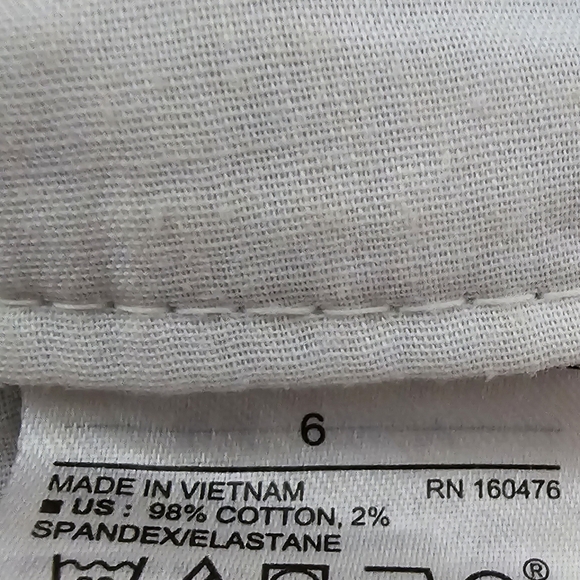 6
MADE IN VIETNAM RN 160476
■ US : 98% COTTON, 2%
SPANDEX/ELASTANE
®